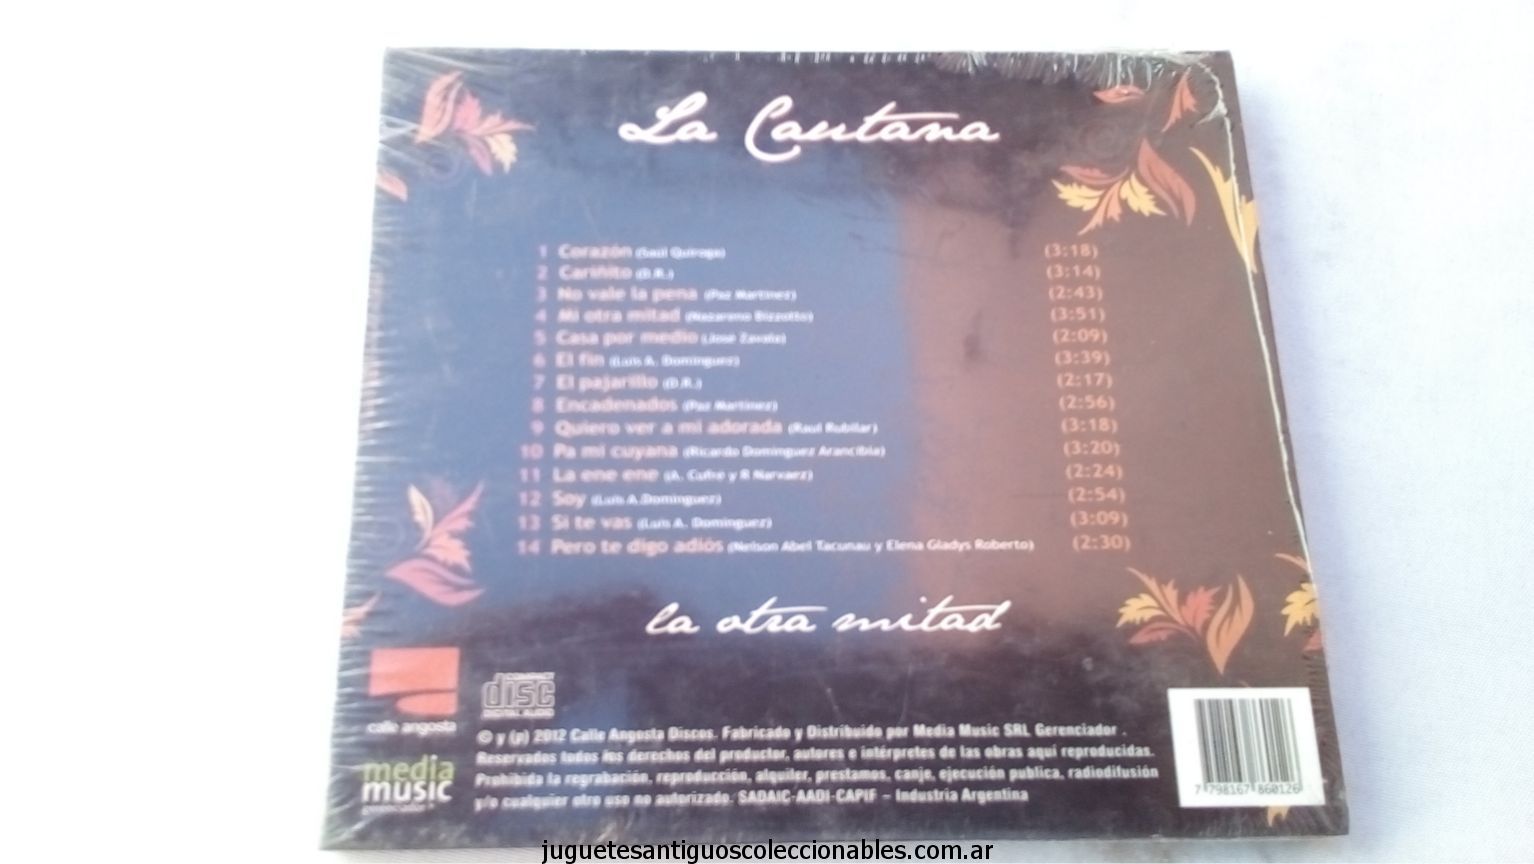 La Cautana
1 Corazón (Saúl Quiroga) (3:18)
2 Cariñito (D.R.) (3:14)
3 No vale la pena (Paz Martinez) (2:43)
4 Mi otra mitad (Nazareno Bizzotto) (3:51)
5 Casa por medio (Jose Zavala) (2:09)
6 El fin (Luis A. Dominguez) (3:39)
7 El pajarillo (D.R.) (2:17)
8 Encadenados (Paz Martinez) (2:56)
9 Quiero ver a mi adorada (Raul Rubilar) (3:18)
10 Pa mi cuyana (Ricardo Dominguez Arancibia) (3:20)
11 La ene ene (A. Cufre y R Narvaez) (2:24)
12 Soy (Luis A.Dominguez) (2:54)
13 Si te vas (Luis A. Dominguez) (3:09)
14 Pero te digo adiós (Nelson Abel Tacunau y Elena Gladys Roberto) (2:30)
la otra mitad
calle angosta
COMPACT
disc
DIGITAL AUDIO
media
music
gerenciador
© y (p) 2012 Calle Angosta Discos. Fabricado y Distribuido por Media Music SRL Gerenciador .
Reservados todos los derechos del productor, autores e intérpretes de las obras aquí reproducidas.
Prohibida la regrabación, reproducción, alquiler, prestamos, canje, ejecución publica, radiodifusión
y/o cualquier otro uso no autorizado. SADAIC-AADI-CAPIF – Industria Argentina
7 798167 860126
juguetesantiguoscoleccionables.com.ar